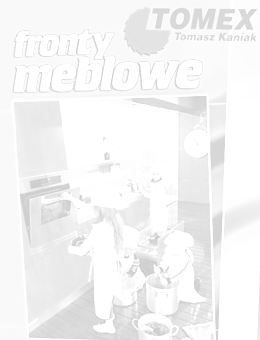 TOMEX
Tomasz Kaniak
fronty
meblowe